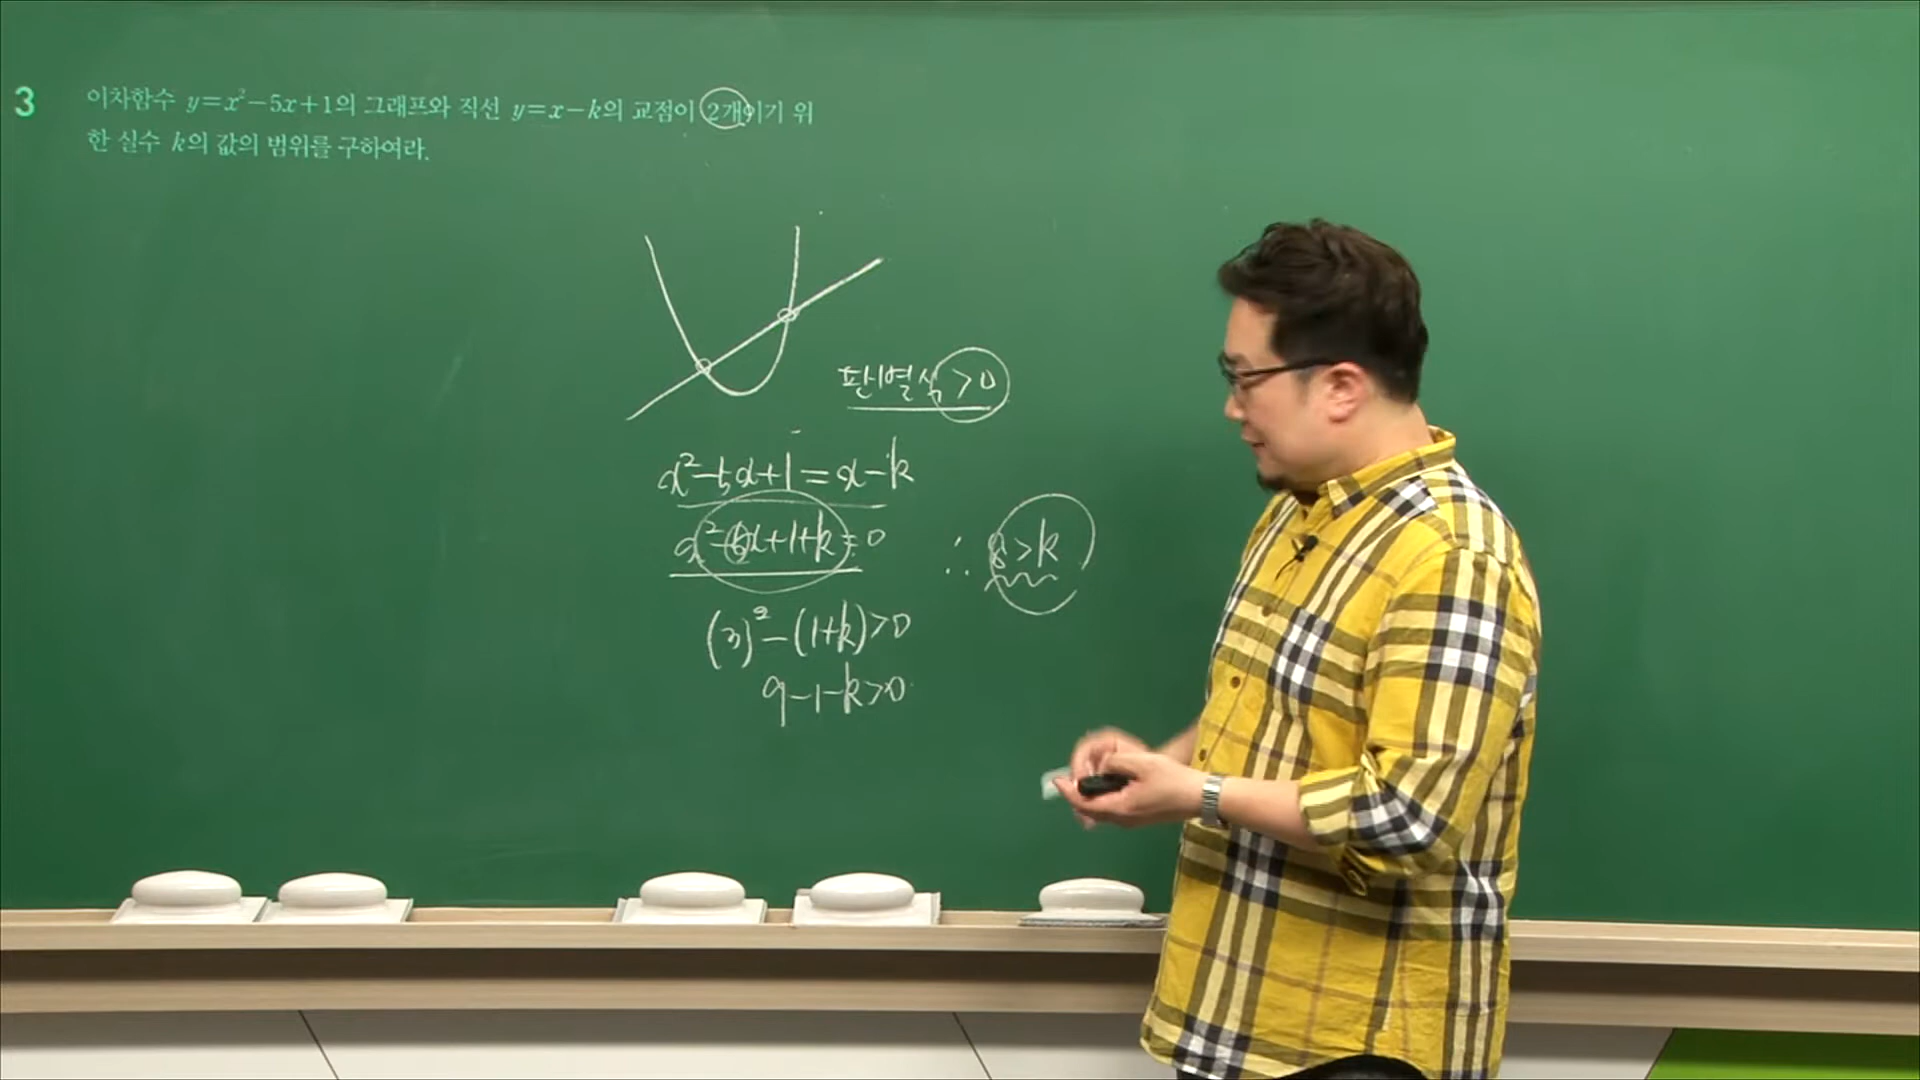 3
이차함수 y=x²-5x+1의 그래프와 직선 y=x-k의 교점이 2개이기 위
한 실수 k의 값의 범위를 구하여라.
판별식 >0
x²-5x+1=x-k
x²-6x+1+k=0
∴ 8>k
(3)²-(1+k)>0
9-1-k>0